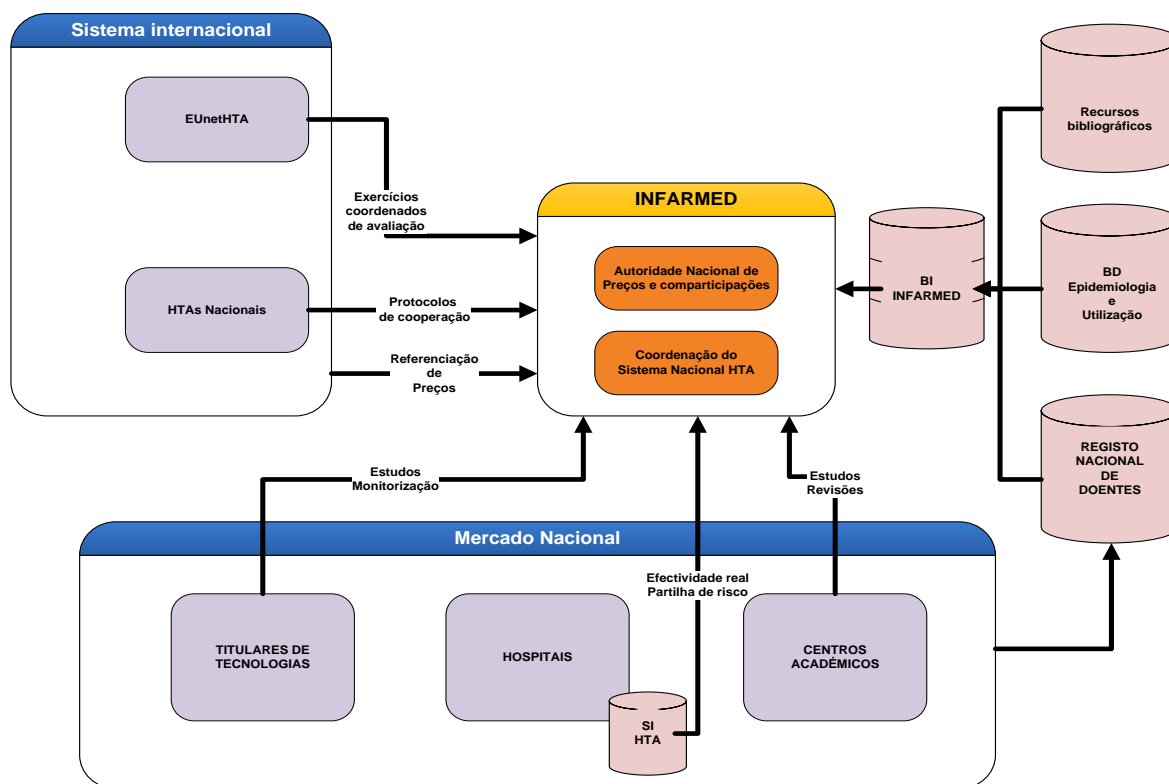 Sistema internacional
EUnetHTA
HTAs Nacionais
Exercícios
coordenados
de avaliação
Protocolos
de cooperação
Referenciação
de
Preços
INFARMED
Autoridade Nacional de
Preços e comparticipações
Coordenação do
Sistema Nacional HTA
BI
INFARMED
Recursos
bibliográficos
BD
Epidemiologia
e
Utilização
REGISTO
NACIONAL
DE
DOENTES
Estudos
Monitorização
Estudos
Revisões
Mercado Nacional
Efectividade real
Partilha de risco
TITULARES DE
TECNOLOGIAS
HOSPITAIS
SI
HTA
CENTROS
ACADÉMICOS